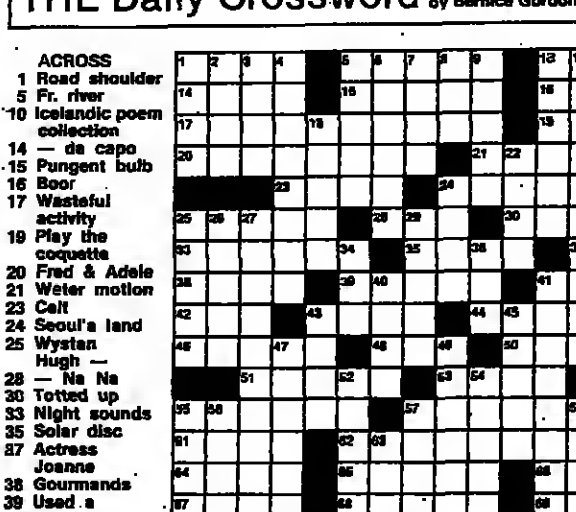 THE Daily Crossword By Bernice Gordon
ACROSS
1 Road shoulder
5 Fr. river
10 Icelandic poem
collection
14 — da capo
15 Pungent bulb
16 Boor
17 Wasteful
activity
19 Play the
coquette
20 Fred & Adele
21 Water motion
23 Celt
24 Seoul's land
25 Wystan
Hugh —
28 — Na Na
30 Totted up
33 Night sounds
35 Solar disc
37 Actress
Joanne
38 Gourmands
39 Used a
1 2 3 4 5 6 7 8 9 10
14 15 16
17 18 19
20 21 22
23 24
25 26 27 28 29 30
33 34 35 36
38 39 40 41
42 43 44 45
46 47 48 49 50
51 52 53 54
55 56 57
61 62 63
64 65 66
67 68 69